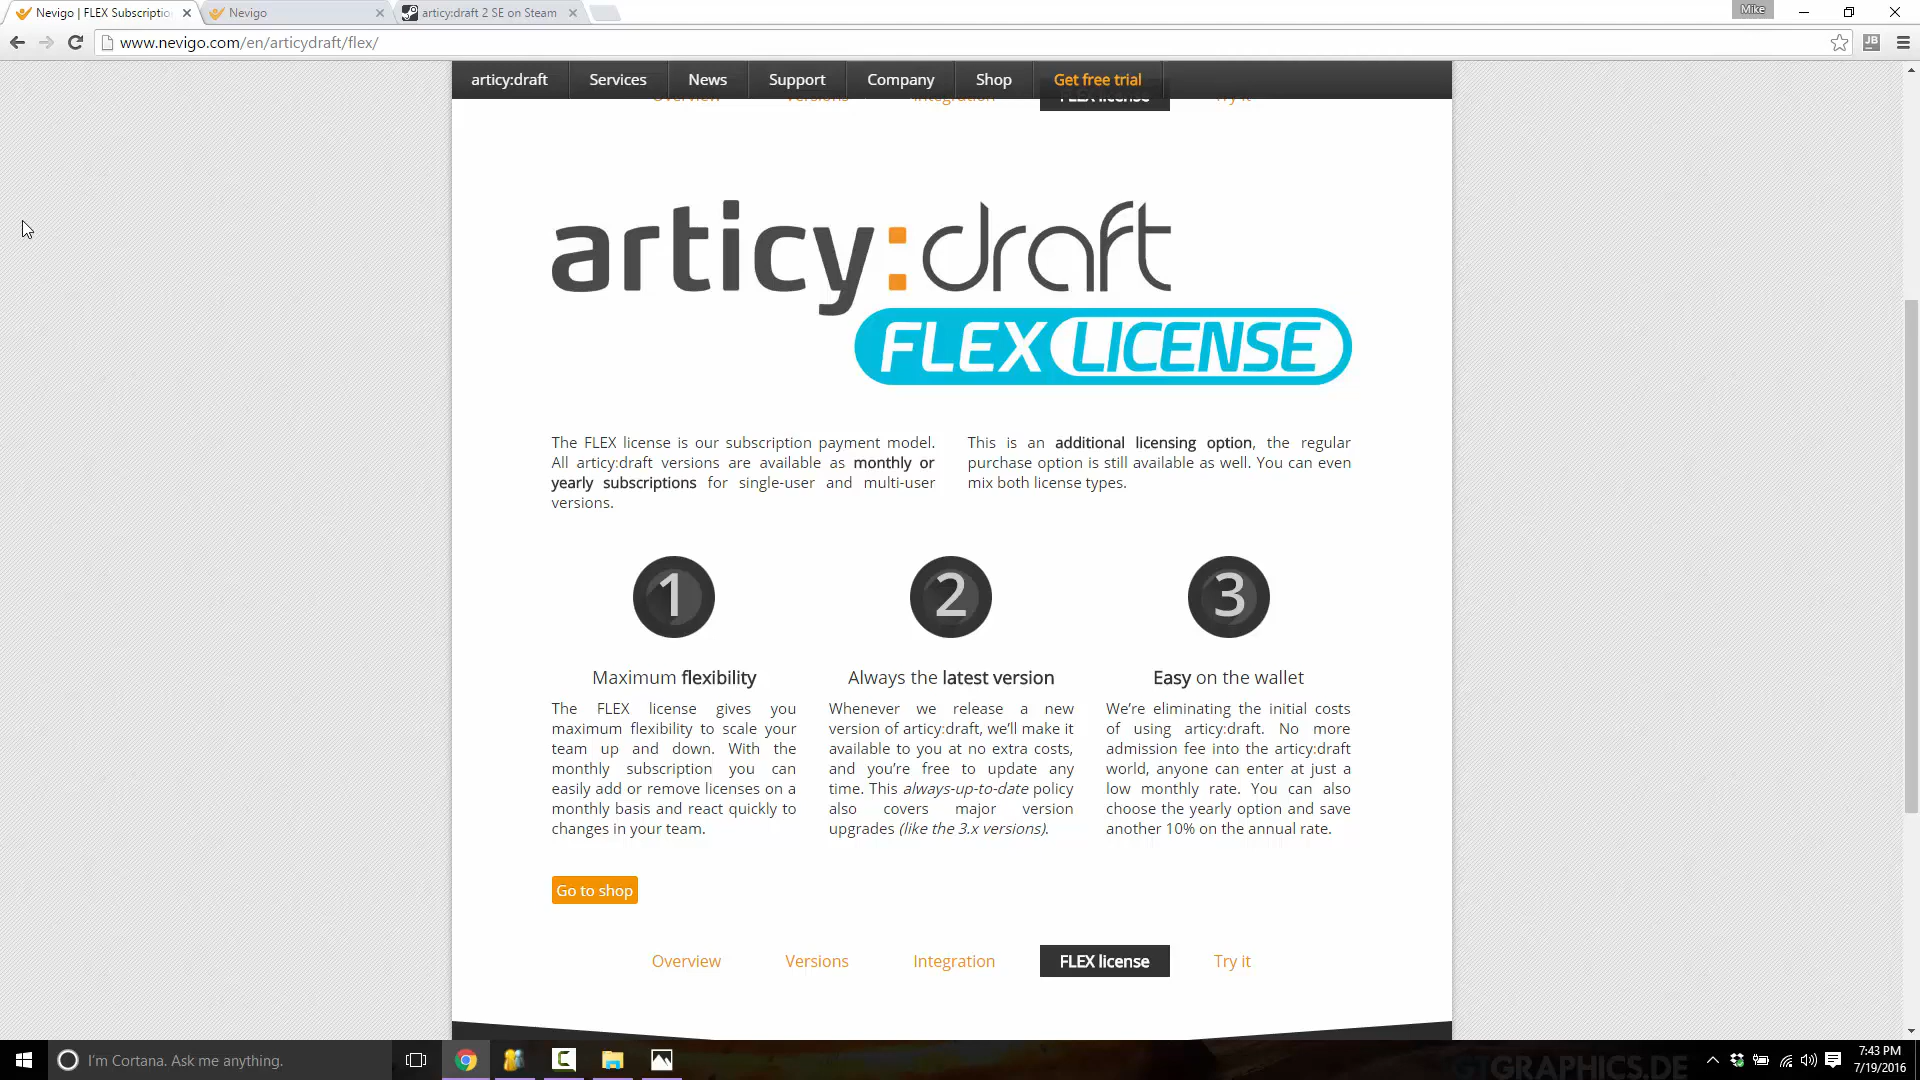 Nevigo | FLEX Subscriptio
Nevigo
articy:draft 2 SE on Steam
Mike
www.nevigo.com/en/articydraft/flex/
JB
articy:draft
Services
News
Support
Company
Shop
Get free trial
Overview
Versions
Integration
FLEX license
Try it
articy:draft
FLEX LICENSE
The FLEX license is our subscription payment model.
All articy:draft versions are available as monthly or
yearly subscriptions for single-user and multi-user
versions.
This is an additional licensing option, the regular
purchase option is still available as well. You can even
mix both license types.
1
2
3
Maximum flexibility
The FLEX license gives you
maximum flexibility to scale your
team up and down. With the
monthly subscription you can
easily add or remove licenses on a
monthly basis and react quickly to
changes in your team.
Always the latest version
Whenever we release a new
version of articy:draft, we'll make it
available to you at no extra costs,
and you're free to update any
time. This always-up-to-date policy
also covers major version
upgrades (like the 3.x versions).
Easy on the wallet
We're eliminating the initial costs
of using articy:draft. No more
admission fee into the articy:draft
world, anyone can enter at just a
low monthly rate. You can also
choose the yearly option and save
another 10% on the annual rate.
Go to shop
Overview
Versions
Integration
FLEX license
Try it
I'm Cortana. Ask me anything.
GTGRAPHICS.DE
7:43 PM
7/19/2016